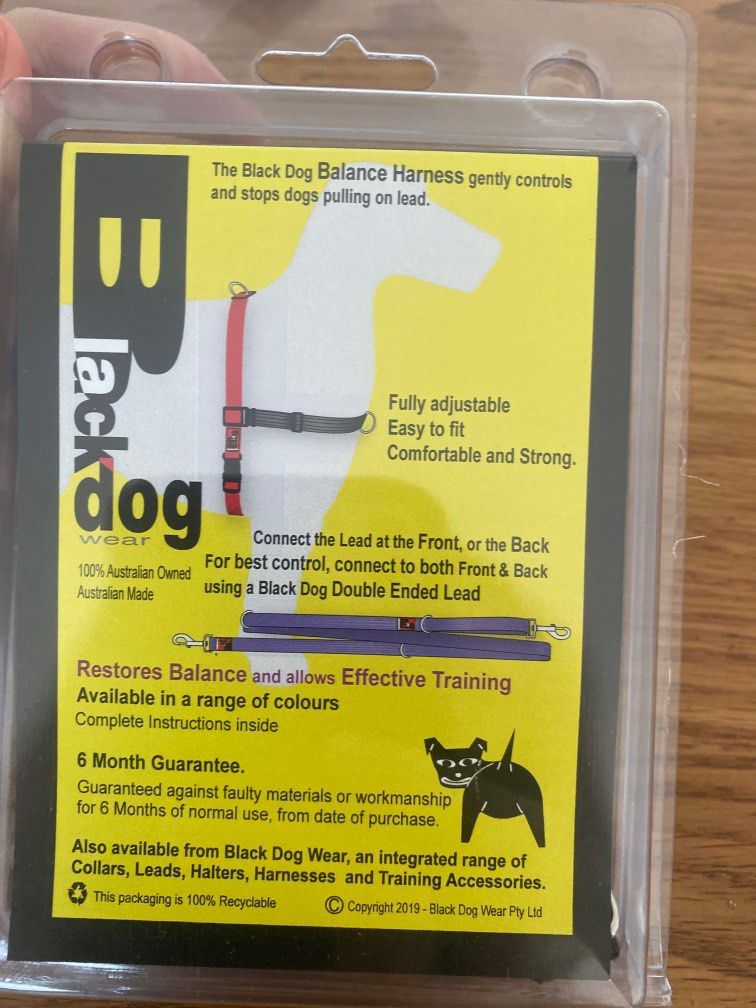 The Black Dog Balance Harness gently controls
and stops dogs pulling on lead.
Black
dog
wear
Fully adjustable
Easy to fit
Comfortable and Strong.
100% Australian Owned
Australian Made
Connect the Lead at the Front, or the Back
For best control, connect to both Front & Back
using a Black Dog Double Ended Lead
Restores Balance and allows Effective Training
Available in a range of colours
Complete Instructions inside
6 Month Guarantee.
Guaranteed against faulty materials or workmanship
for 6 Months of normal use, from date of purchase.
Also available from Black Dog Wear, an integrated range of
Collars, Leads, Halters, Harnesses and Training Accessories.
This packaging is 100% Recyclable
© Copyright 2019 - Black Dog Wear Pty Ltd